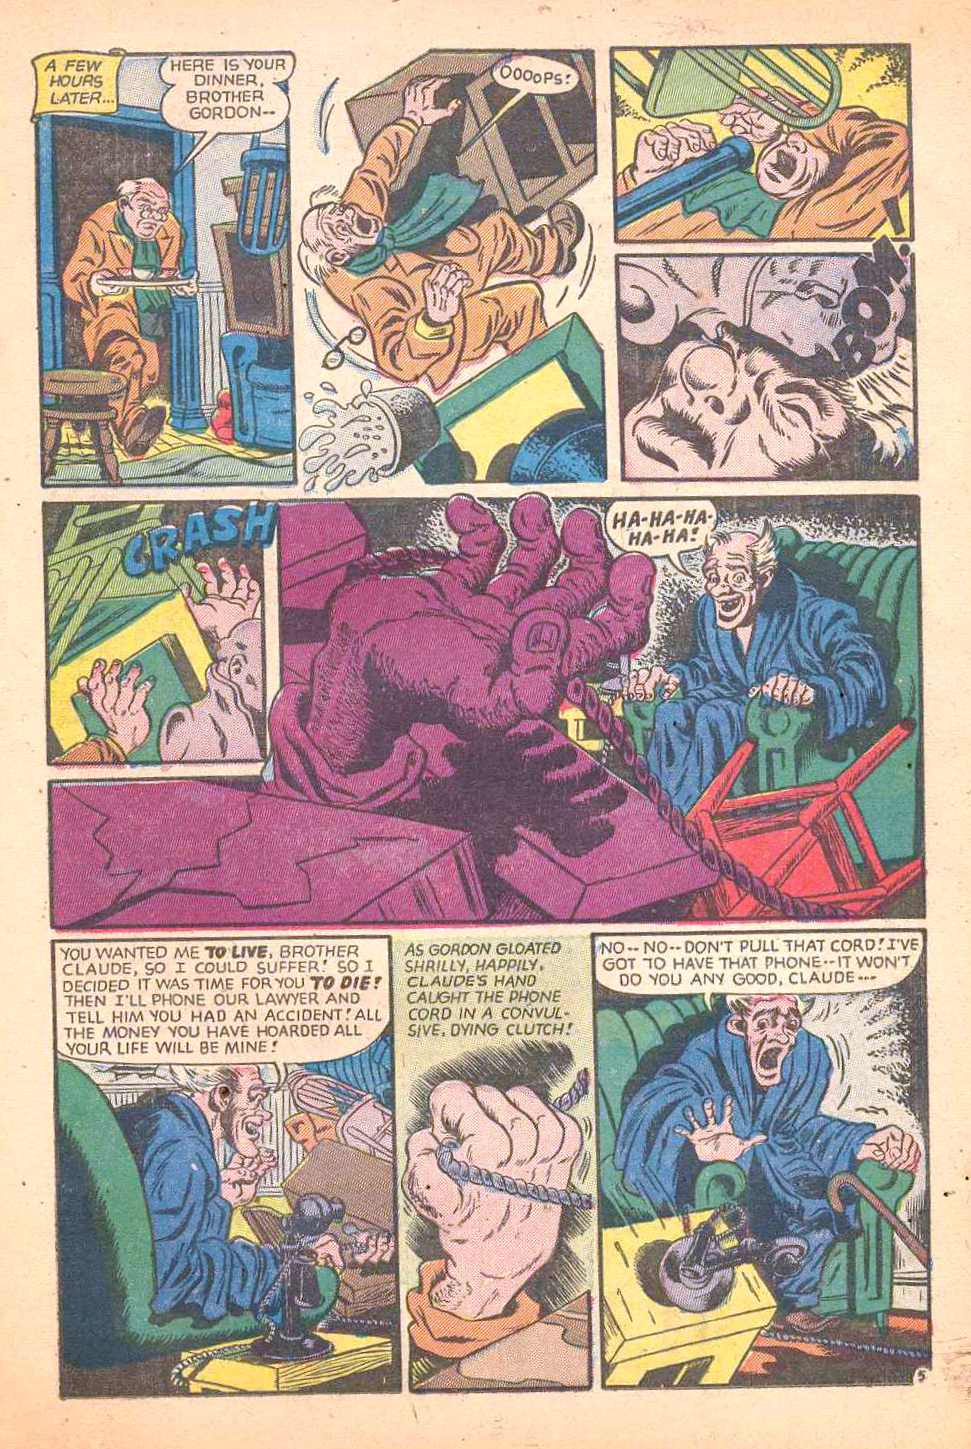 A FEW
HOURS
LATER...
HERE IS YOUR
DINNER,
BROTHER
GORDON--
OOOOPS!
BONK!
CRASH
HA-HA-HA-
HA-HA!
YOU WANTED ME TO LIVE, BROTHER
CLAUDE, SO I COULD SUFFER! SO I
DECIDED IT WAS TIME FOR YOU TO DIE!
THEN I'LL PHONE OUR LAWYER AND
TELL HIM YOU HAD AN ACCIDENT! ALL
THE MONEY YOU HAVE HOARDED ALL
YOUR LIFE WILL BE MINE!
AS GORDON GLOATED
SHRILLY, HAPPILY,
CLAUDE'S HAND
CAUGHT THE PHONE
CORD IN A CONVUL-
SIVE, DYING CLUTCH!
NO-- NO-- DON'T PULL THAT CORD! I'VE
GOT TO HAVE THAT PHONE--IT WON'T
DO YOU ANY GOOD, CLAUDE----
5